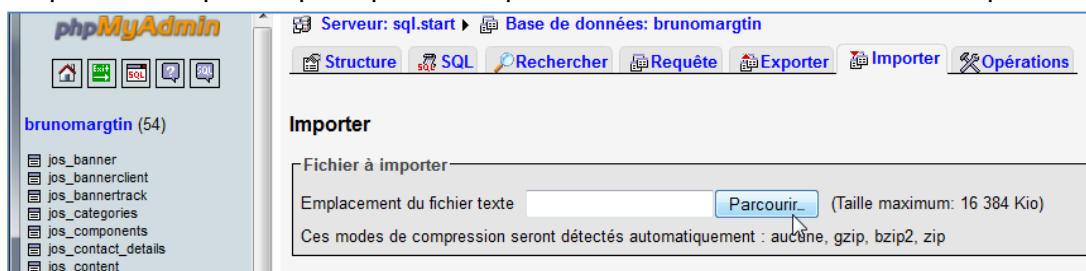 phpMyAdmin
Serveur: sql.start Base de données: brunomargtin
Structure SQL Rechercher Requête Exporter Importer Opérations
brunomargtin (54)
jos_banner
jos_bannerclient
jos_bannertrack
jos_categories
jos_components
jos_contact_details
jos_content
Importer
Fichier à importer
Emplacement du fichier texte Parcourir_ (Taille maximum: 16 384 Kio)
Ces modes de compression seront détectés automatiquement : aucune, gzip, bzip2, zip